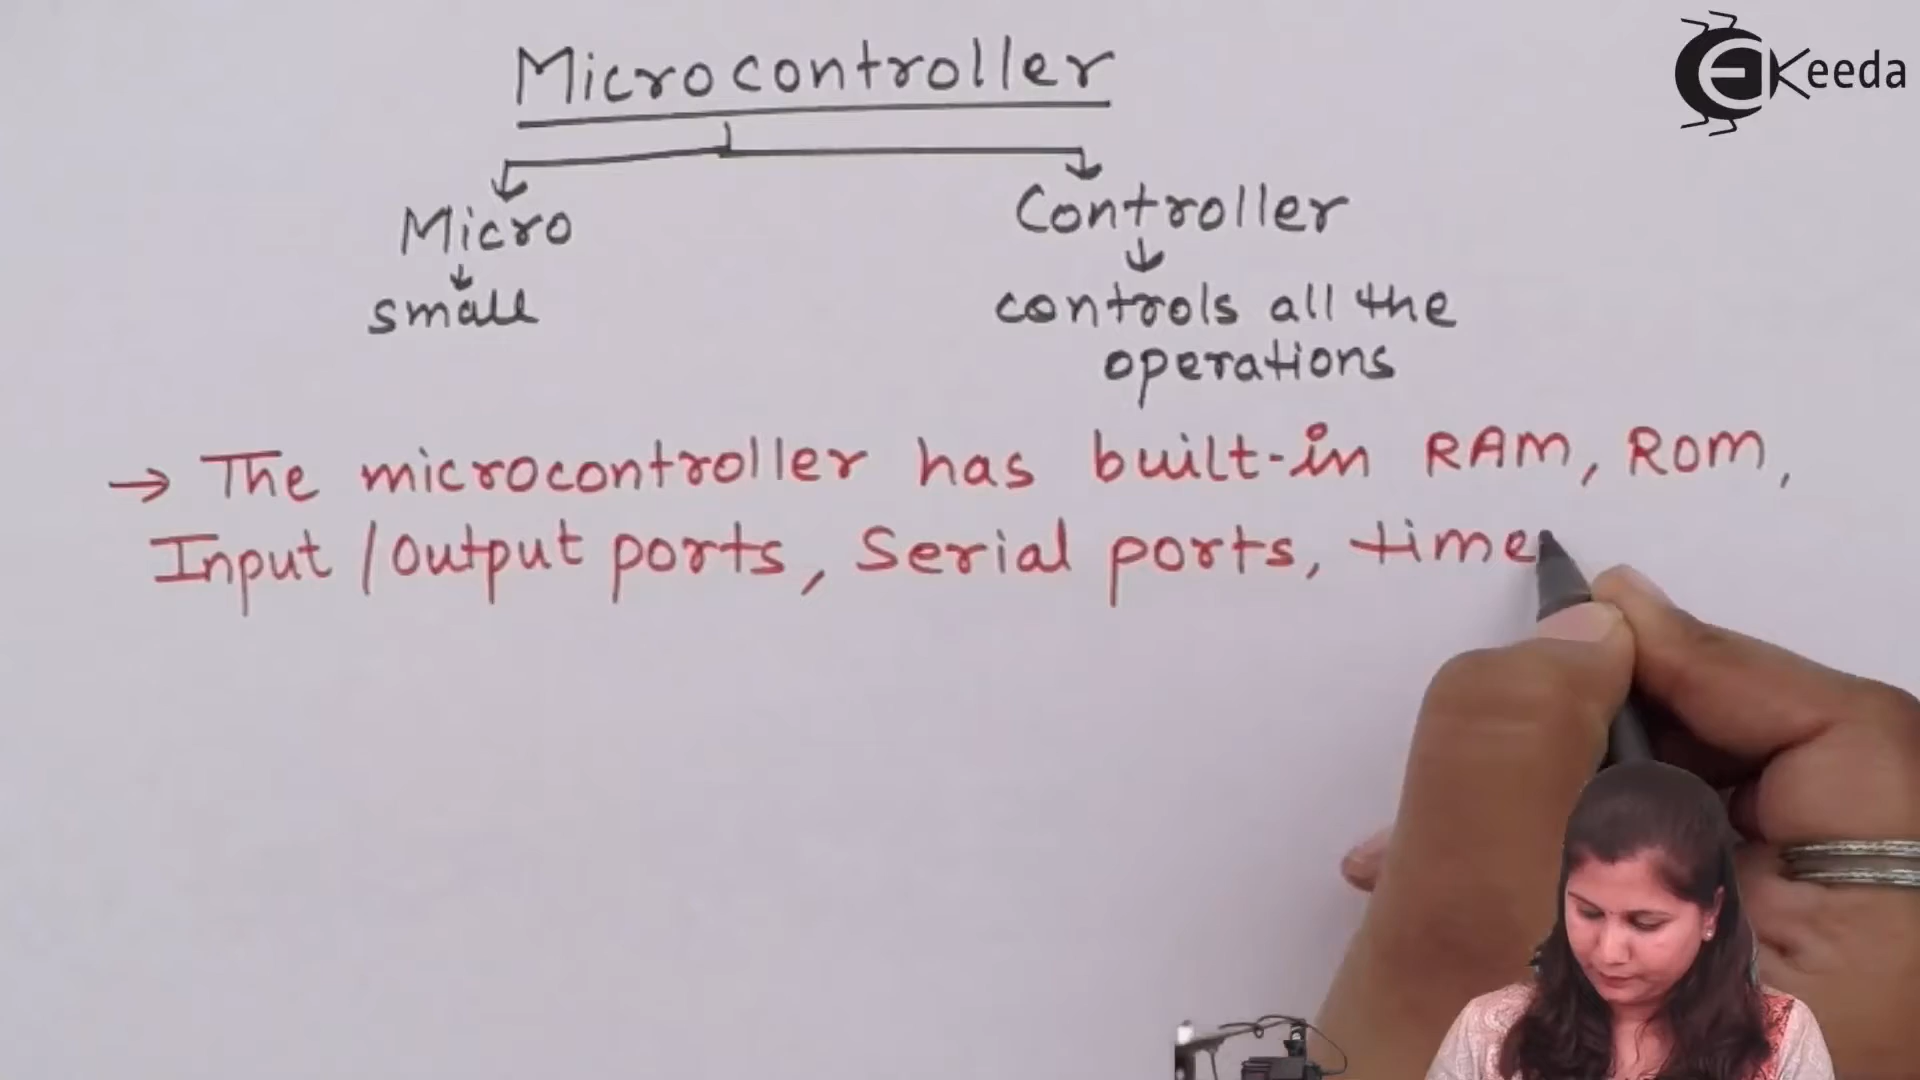 Microcontroller
Micro
Controller
small
controls all the
operations
→ The microcontroller has built-in RAM, ROM,
Input/Output ports, Serial ports, time
EKeeda